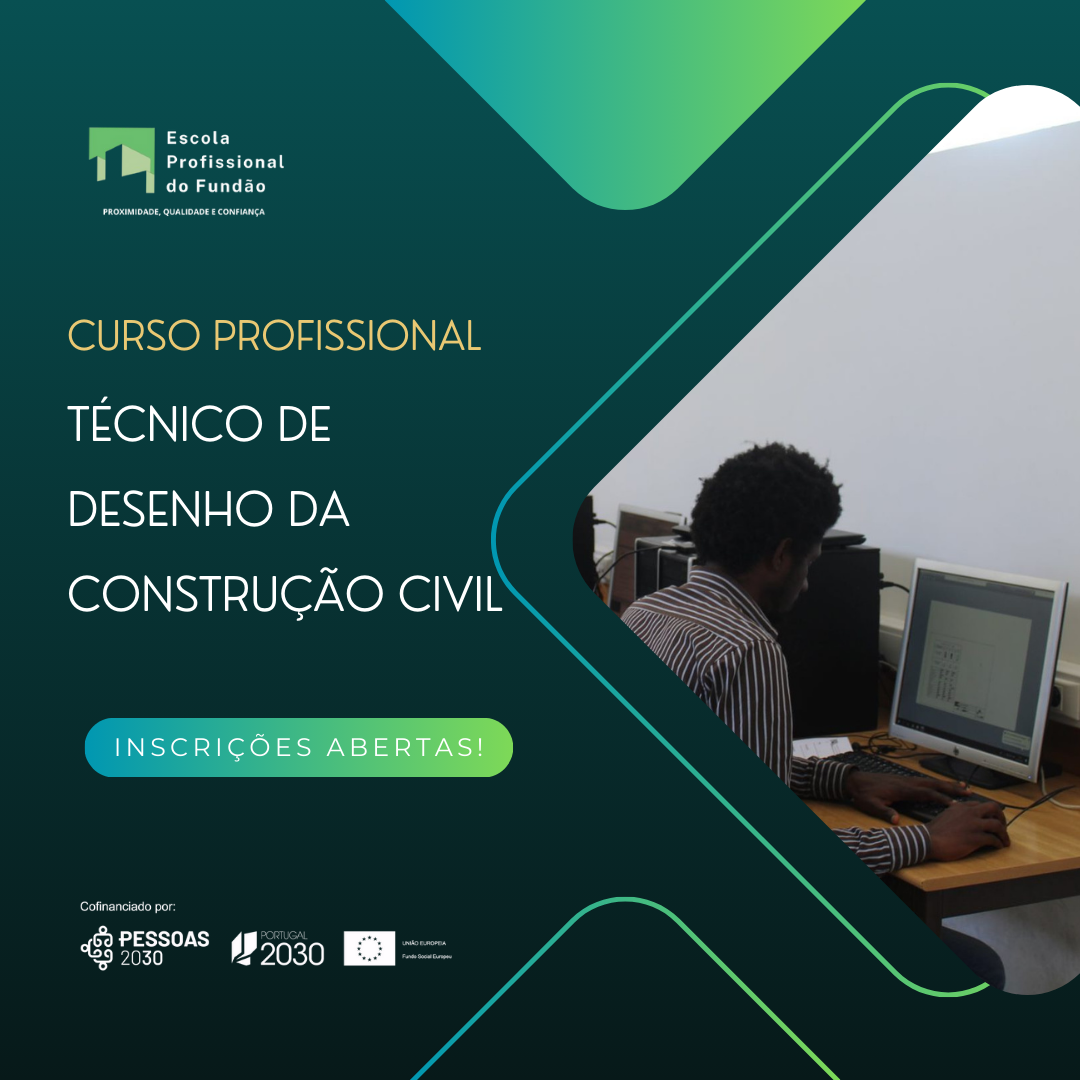 Escola
Profissional
do Fundão
PROXIMIDADE, QUALIDADE E CONFIANÇA
CURSO PROFISSIONAL
TÉCNICO DE
DESENHO DA
CONSTRUÇÃO CIVIL
INSCRIÇÕES ABERTAS!
Cofinanciado por:
PESSOAS
2030
PORTUGAL
2030
UNIÃO EUROPEIA
Fundo Social Europeu